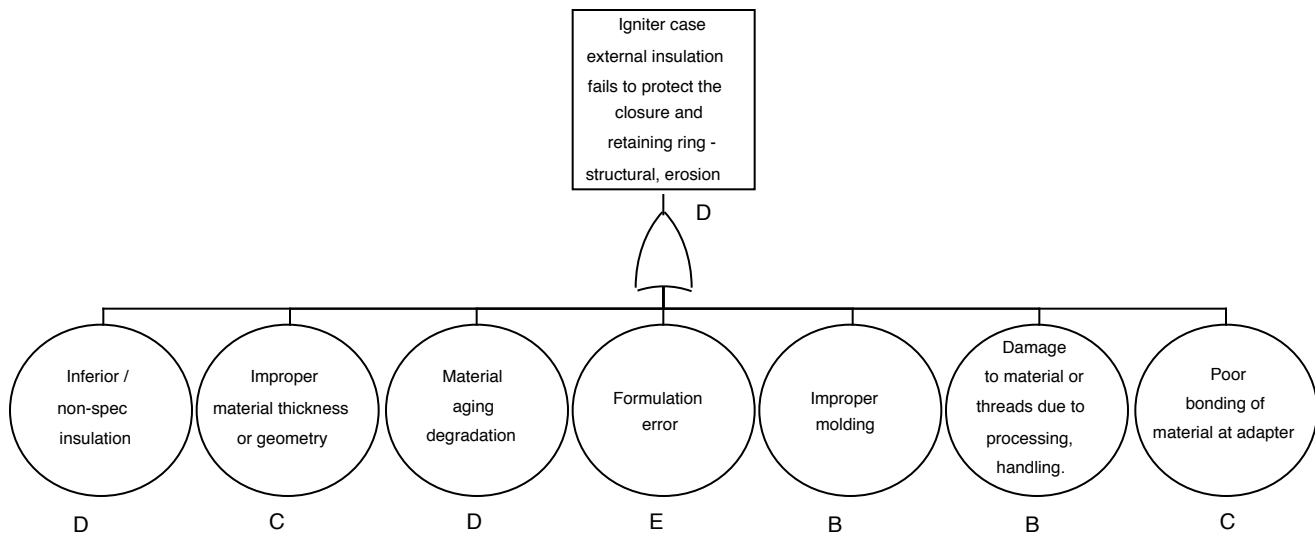 Igniter case
external insulation
fails to protect the
closure and
retaining ring -
structural, erosion
D
Inferior /
non-spec
insulation
Improper
material thickness
or geometry
Material
aging
degradation
Formulation
error
Improper
molding
Damage
to material or
threads due to
processing,
handling.
Poor
bonding of
material at adapter
D
C
D
E
B
B
C